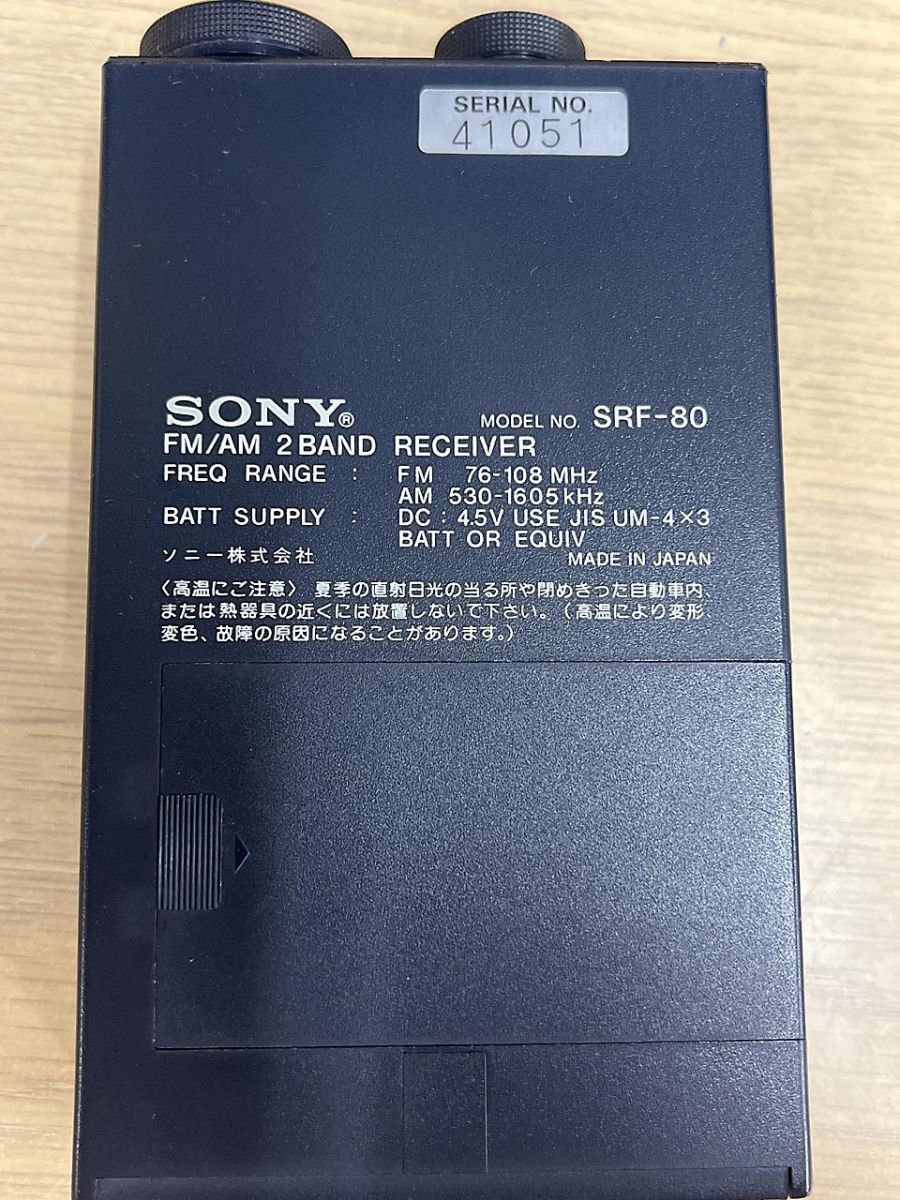 SERIAL NO.
41051
SONY® MODEL NO. SRF-80
FM/AM 2 BAND RECEIVER
FREQ RANGE : FM 76-108 MHz
AM 530-1605 kHz
BATT SUPPLY : DC : 4.5V USE JIS UM-4×3
BATT OR EQUIV
ソニー株式会社 MADE IN JAPAN
〈高温にご注意〉 夏季の直射日光の当る所や閉めきった自動車内、
または熱器具の近くには放置しないで下さい。(高温により変形、
変色、故障の原因になることがあります。)